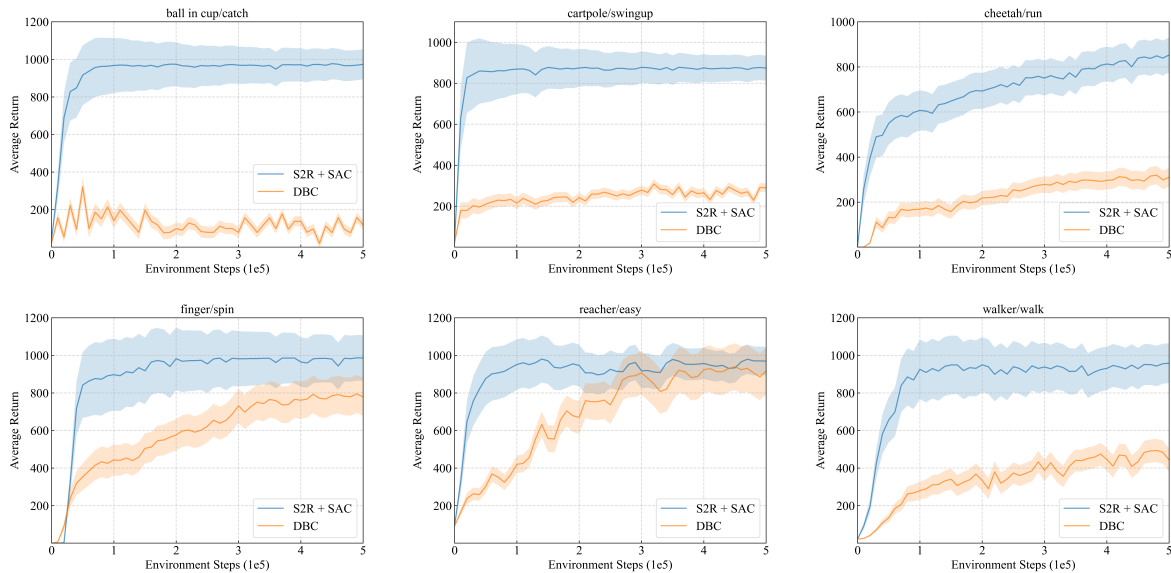 ball in cup/catch
1200
1000
800
600
400
200
Average Return
S2R + SAC
DBC
0 1 2 3 4 5
Environment Steps (1e5)
cartpole/swingup
1000
800
600
400
200
Average Return
S2R + SAC
DBC
0 1 2 3 4 5
Environment Steps (1e5)
cheetah/run
1000
800
600
400
200
Average Return
S2R + SAC
DBC
0 1 2 3 4 5
Environment Steps (1e5)
finger/spin
1200
1000
800
600
400
200
Average Return
S2R + SAC
DBC
0 1 2 3 4 5
Environment Steps (1e5)
reacher/easy
1200
1000
800
600
400
200
Average Return
S2R + SAC
DBC
0 1 2 3 4 5
Environment Steps (1e5)
walker/walk
1200
1000
800
600
400
200
Average Return
S2R + SAC
DBC
0 1 2 3 4 5
Environment Steps (1e5)